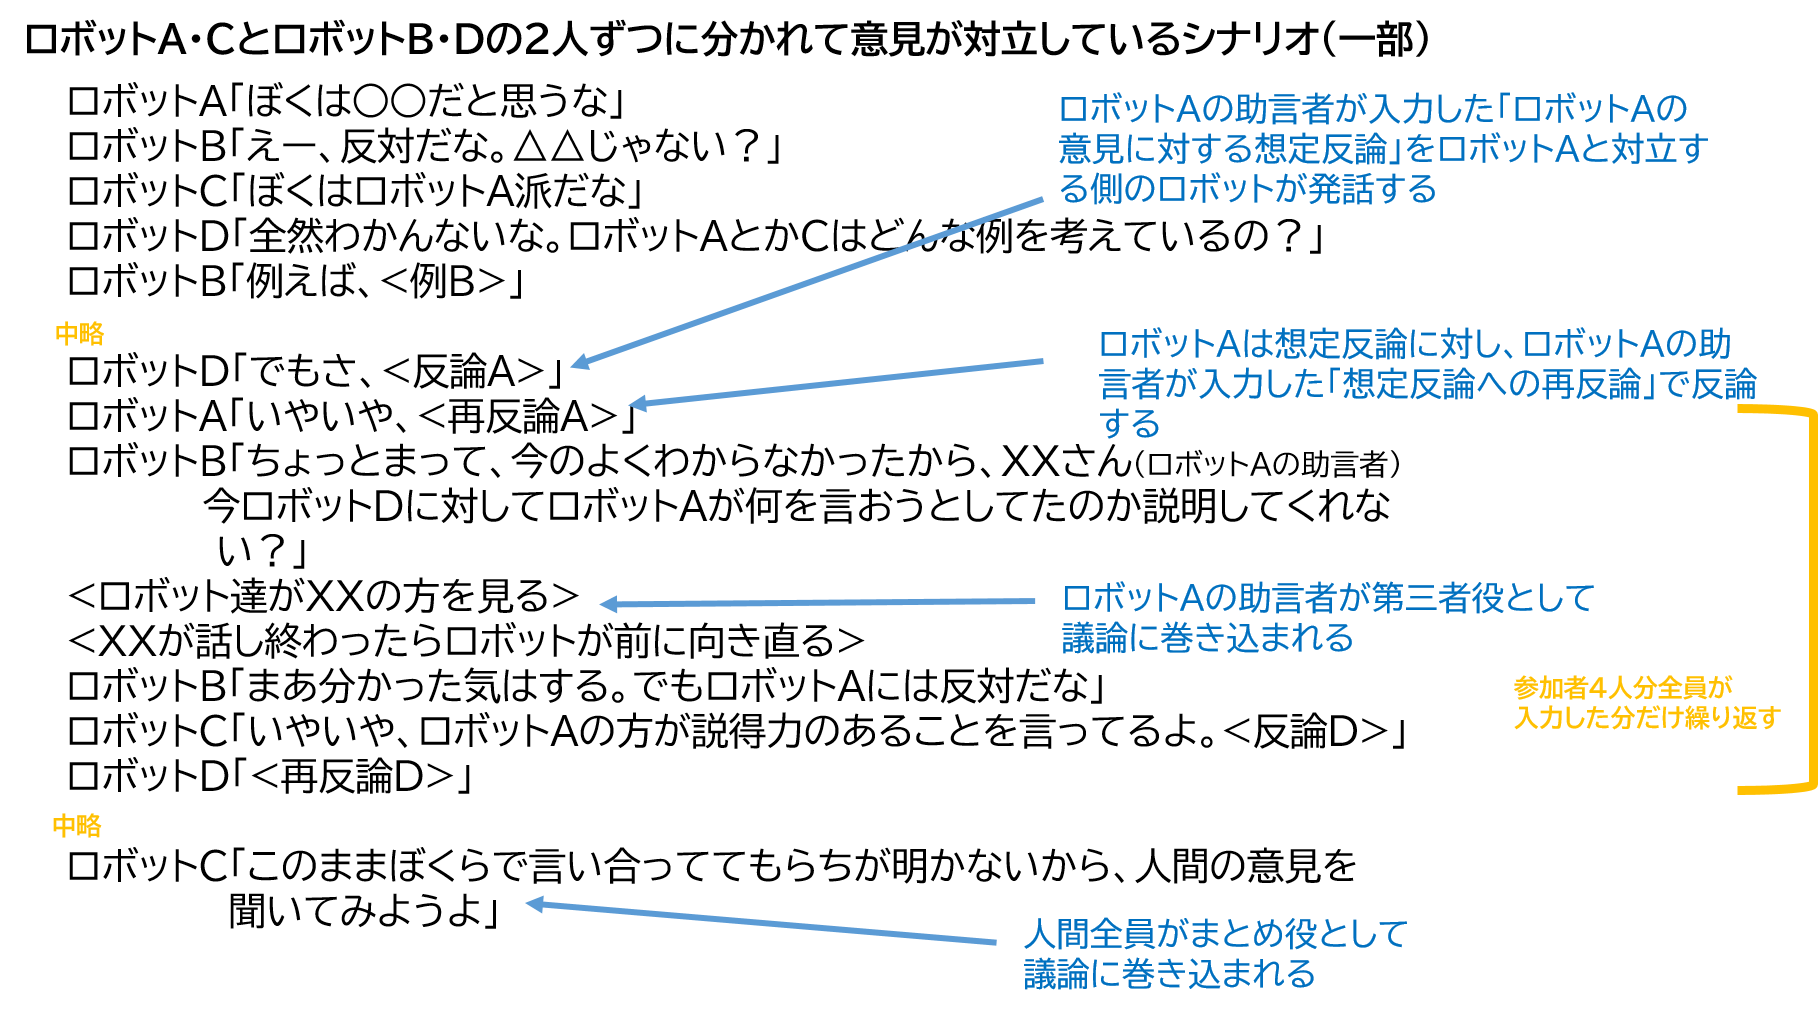 ロボットA・CとロボットB・Dの2人ずつに分かれて意見が対立しているシナリオ(一部)
ロボットA「ぼくは〇〇だと思うな」
ロボットB「えー、反対だな。△△じゃない？」
ロボットC「ぼくはロボットA派だな」
ロボットD「全然わかんないな。ロボットAとかCはどんな例を考えているの？」
ロボットB「例えば、<例B>」
ロボットAの助言者が入力した「ロボットAの
意見に対する想定反論」をロボットAと対立す
る側のロボットが発話する
中略
ロボットD「でもさ、<反論A>」
ロボットA「いやいや、<再反論A>」
ロボットAは想定反論に対し、ロボットAの助
言者が入力した「想定反論への再反論」で反論
する
ロボットB「ちょっとまって、今のよくわからなかったから、XXさん(ロボットAの助言者)
今ロボットDに対してロボットAが何を言おうとしてたのか説明してくれな
い？」
<ロボット達がXXの方を見る>
<XXが話し終わったらロボットが前に向き直る>
ロボットAの助言者が第三者役として
議論に巻き込まれる
ロボットB「まあ分かった気はする。でもロボットAには反対だな」
ロボットC「いやいや、ロボットAの方が説得力のあることを言ってるよ。<反論D>」
ロボットD「<再反論D>」
参加者4人分全員が
入力した分だけ繰り返す
中略
ロボットC「このままぼくらで言い合っててもらちが明かないから、人間の意見を
聞いてみようよ」
人間全員がまとめ役として
議論に巻き込まれる